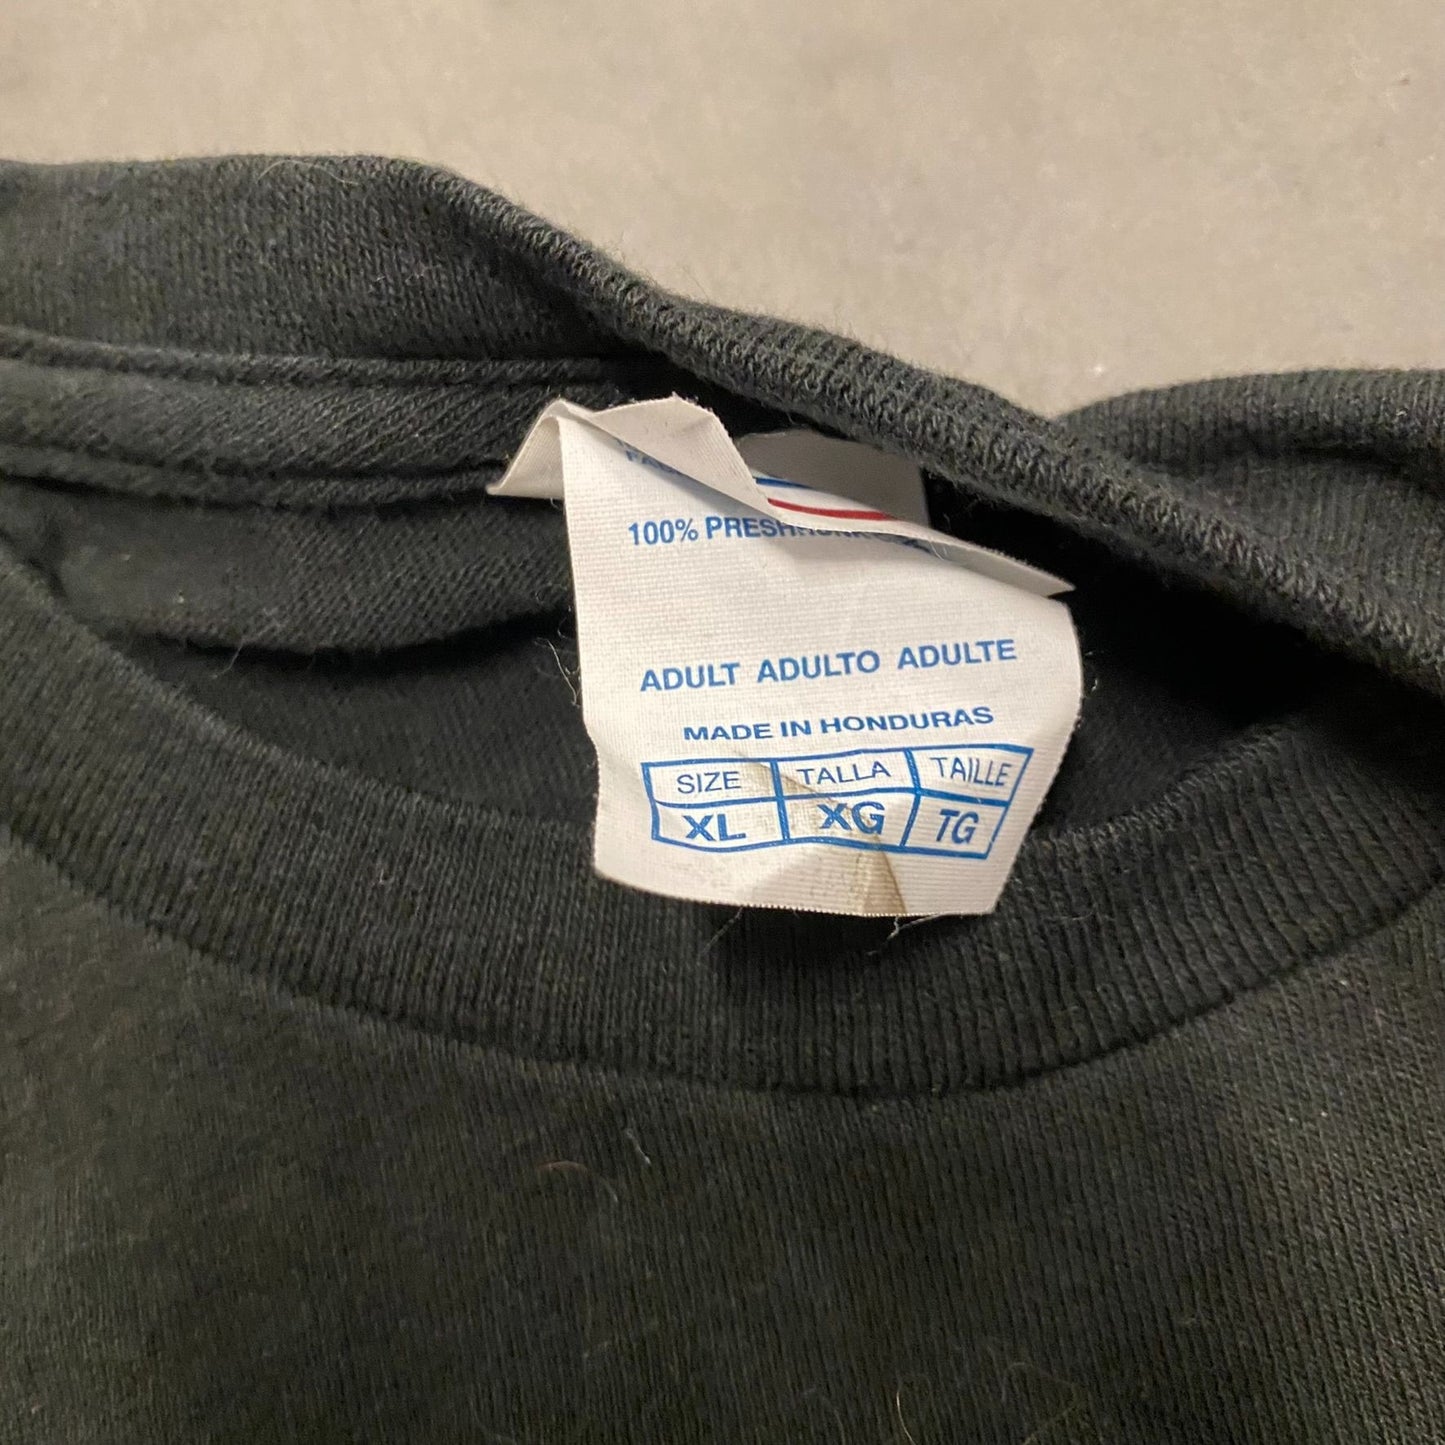 100% PRESHRUNK
ADULT ADULTO ADULTE
MADE IN HONDURAS
SIZE TALLA TAILLE
XL XG TG